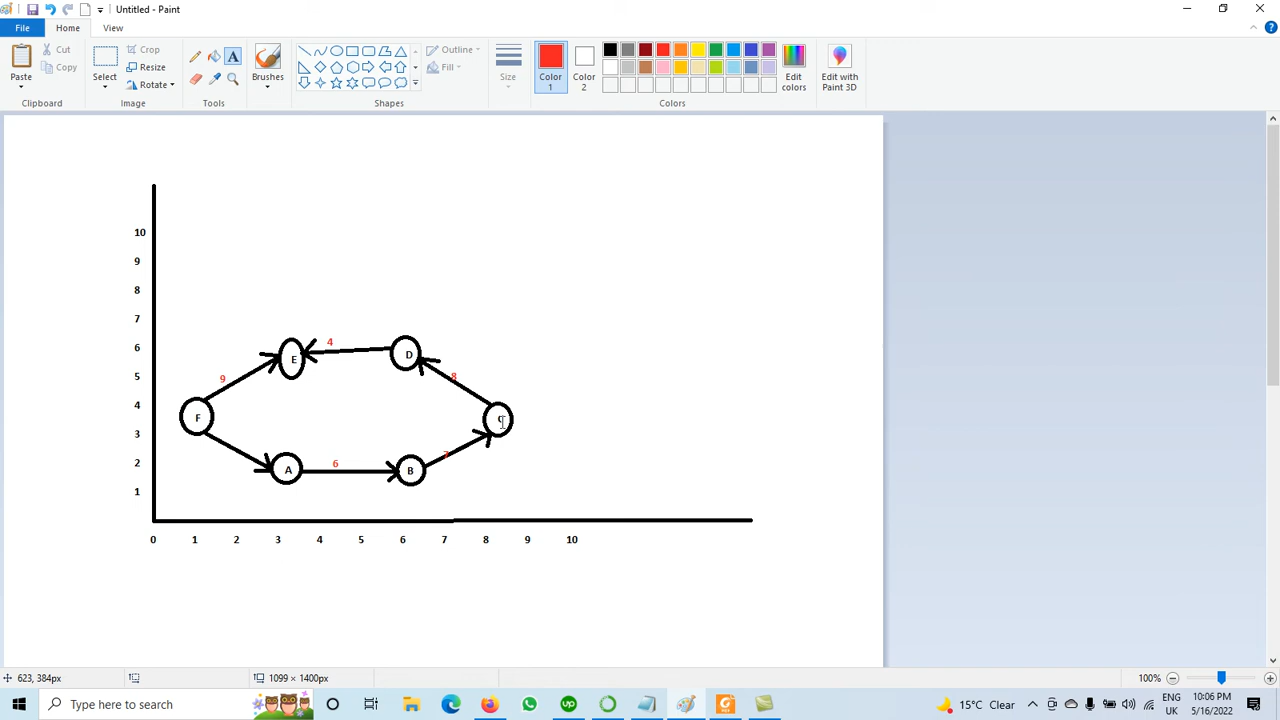 Untitled - Paint
File
Home
View
Paste
Clipboard
Cut
Copy
Select
Crop
Resize
Rotate
Image
A
Tools
Brushes
Shapes
Outline
Fill
Size
Color 1
Color 2
Edit colors
Colors
Edit with Paint 3D
10
9
8
7
6
5
4
3
2
1
E
4
D
9
8
F
C
A
6
B
0 1 2 3 4 5 6 7 8 9 10
623, 384px
1099 × 1400px
100%
Type here to search
15°C Clear
ENG
UK
10:06 PM
5/16/2022